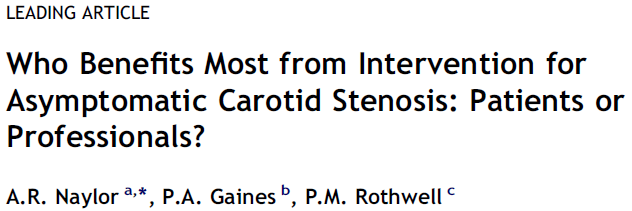 LEADING ARTICLE
Who Benefits Most from Intervention for
Asymptomatic Carotid Stenosis: Patients or
Professionals?
A.R. Naylor a,*, P.A. Gaines b, P.M. Rothwell c